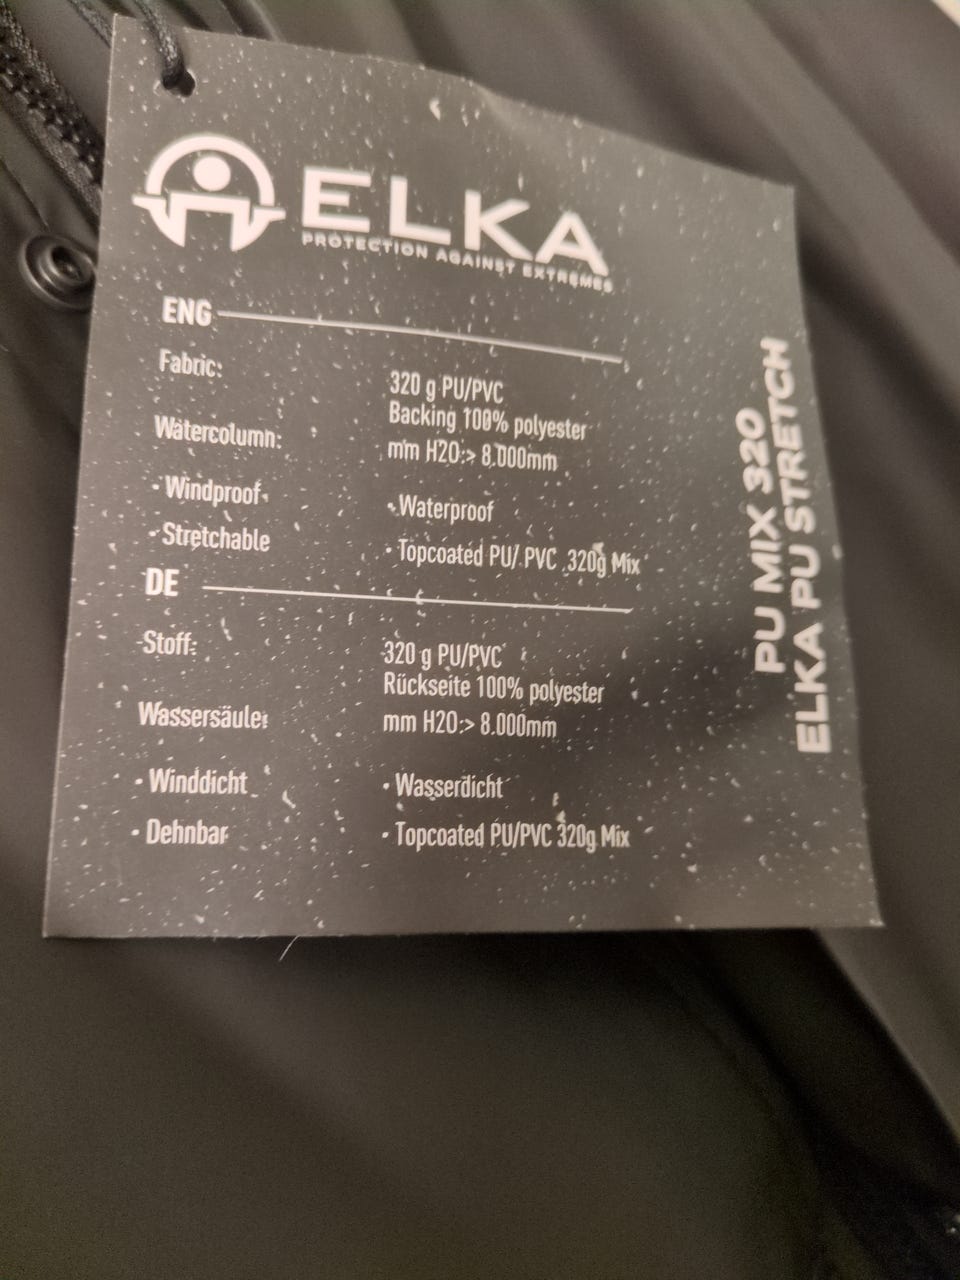 ELKA
PROTECTION AGAINST EXTREMES
ENG
Fabric: 320 g PU/PVC
Backing 100% polyester
Watercolumn: mm H2O:> 8.000mm
· Windproof · Waterproof
· Stretchable · Topcoated PU/ PVC 320g Mix
DE
Stoff: 320 g PU/PVC
Rückseite 100% polyester
Wassersäule: mm H2O:> 8.000mm
· Winddicht · Wasserdicht
· Dehnbar · Topcoated PU/PVC 320g Mix
PU MIX 320
ELKA PU STRETCH